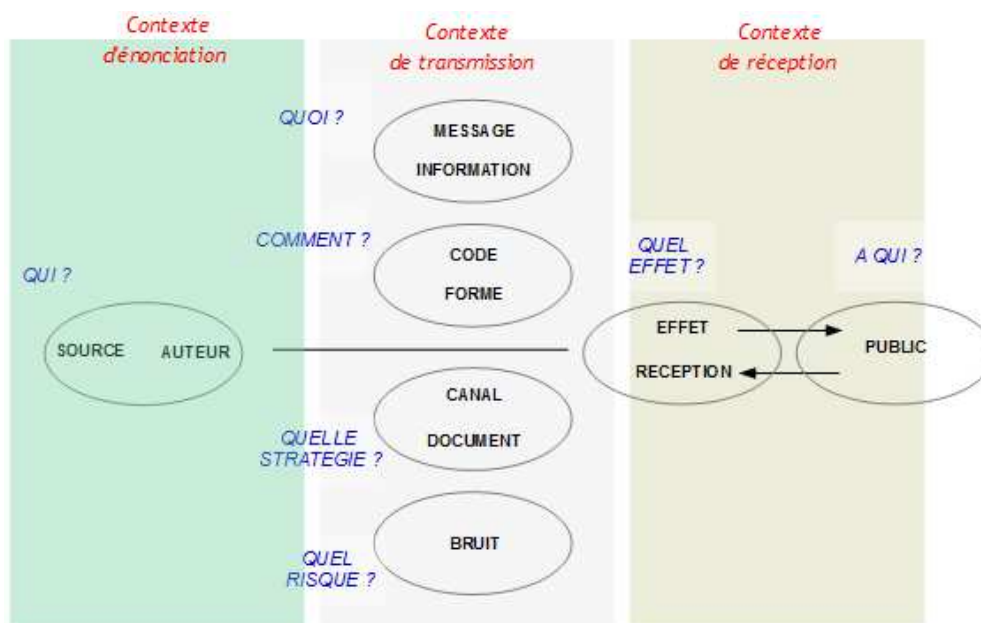 Contexte
d'énonciation
Contexte
de transmission
Contexte
de réception
QUOI ?
MESSAGE
INFORMATION
COMMENT ?
CODE
FORME
QUI ?
SOURCE AUTEUR
QUEL
EFFET ?
A QUI ?
EFFET
RECEPTION
PUBLIC
CANAL
DOCUMENT
QUELLE
STRATEGIE ?
BRUIT
QUEL
RISQUE ?